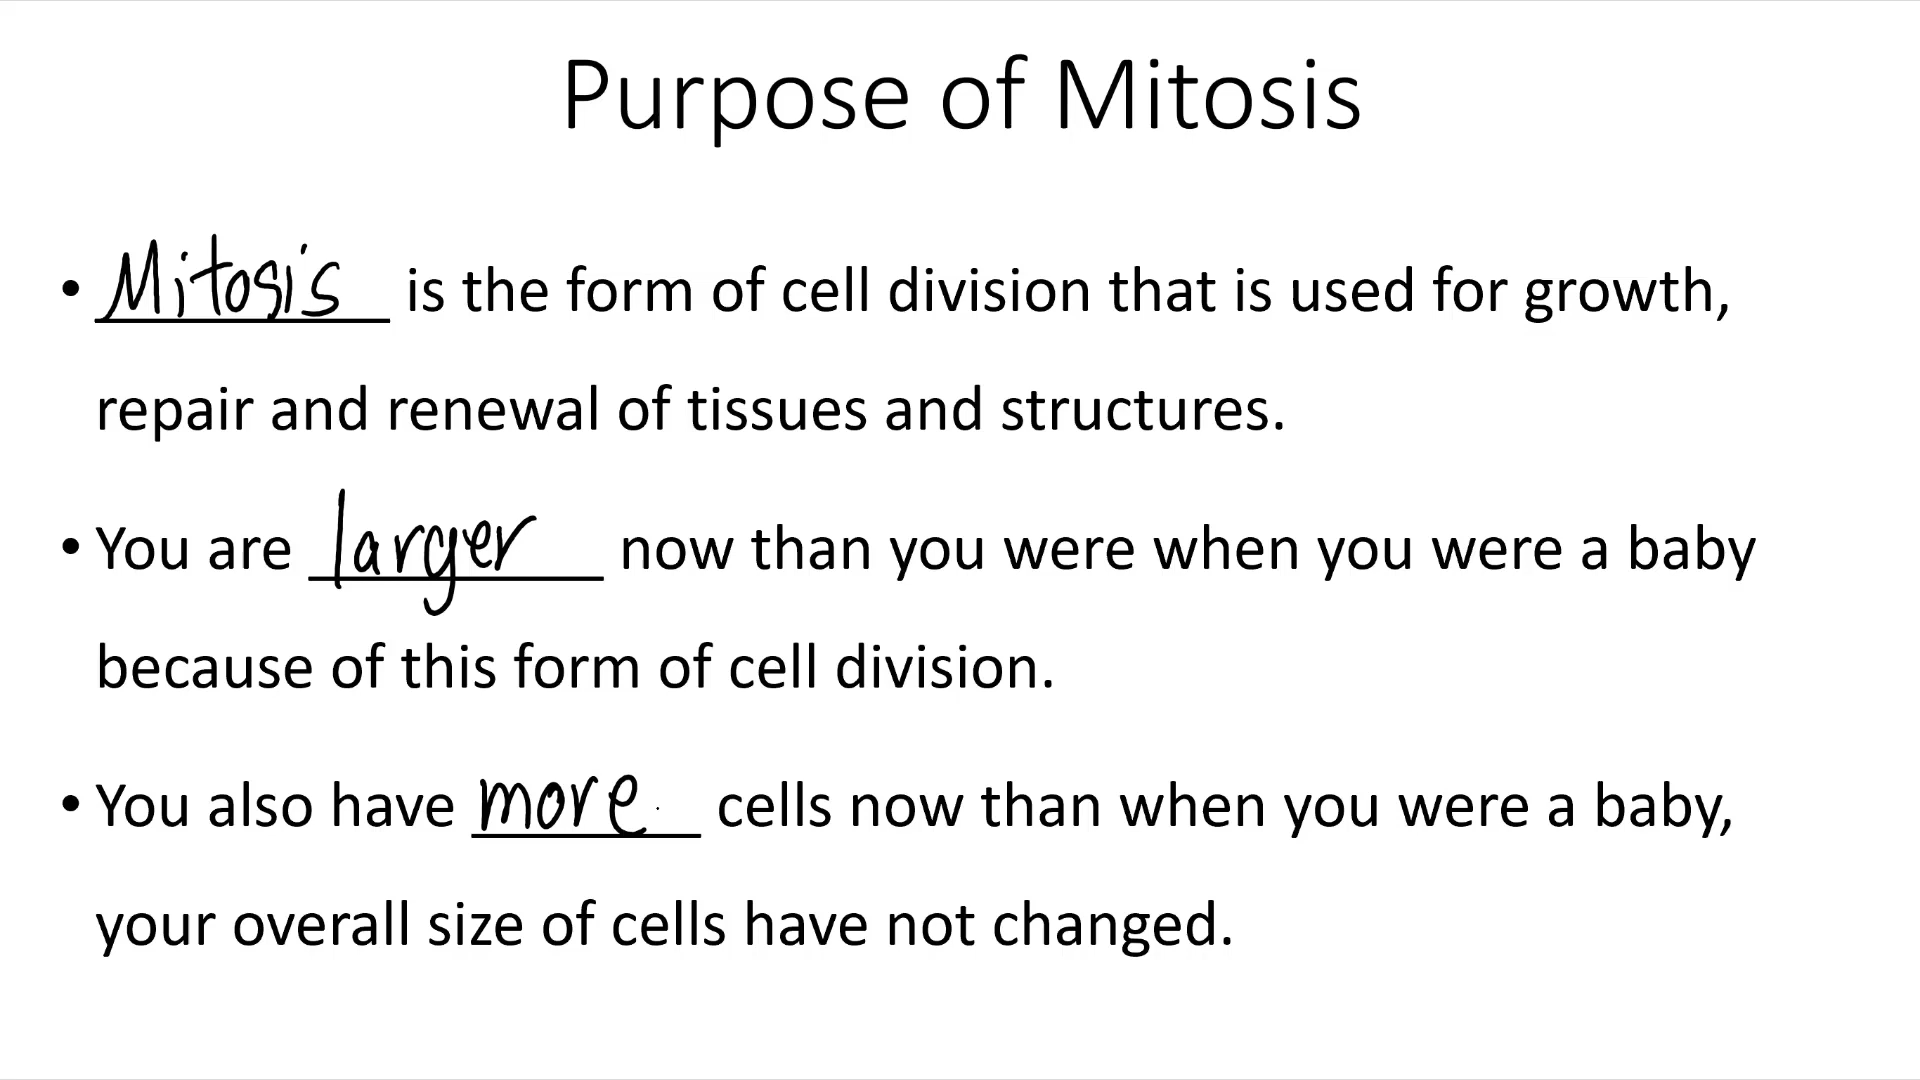 Purpose of Mitosis
• Mitosis is the form of cell division that is used for growth,
repair and renewal of tissues and structures.
• You are larger now than you were when you were a baby
because of this form of cell division.
• You also have more cells now than when you were a baby,
your overall size of cells have not changed.